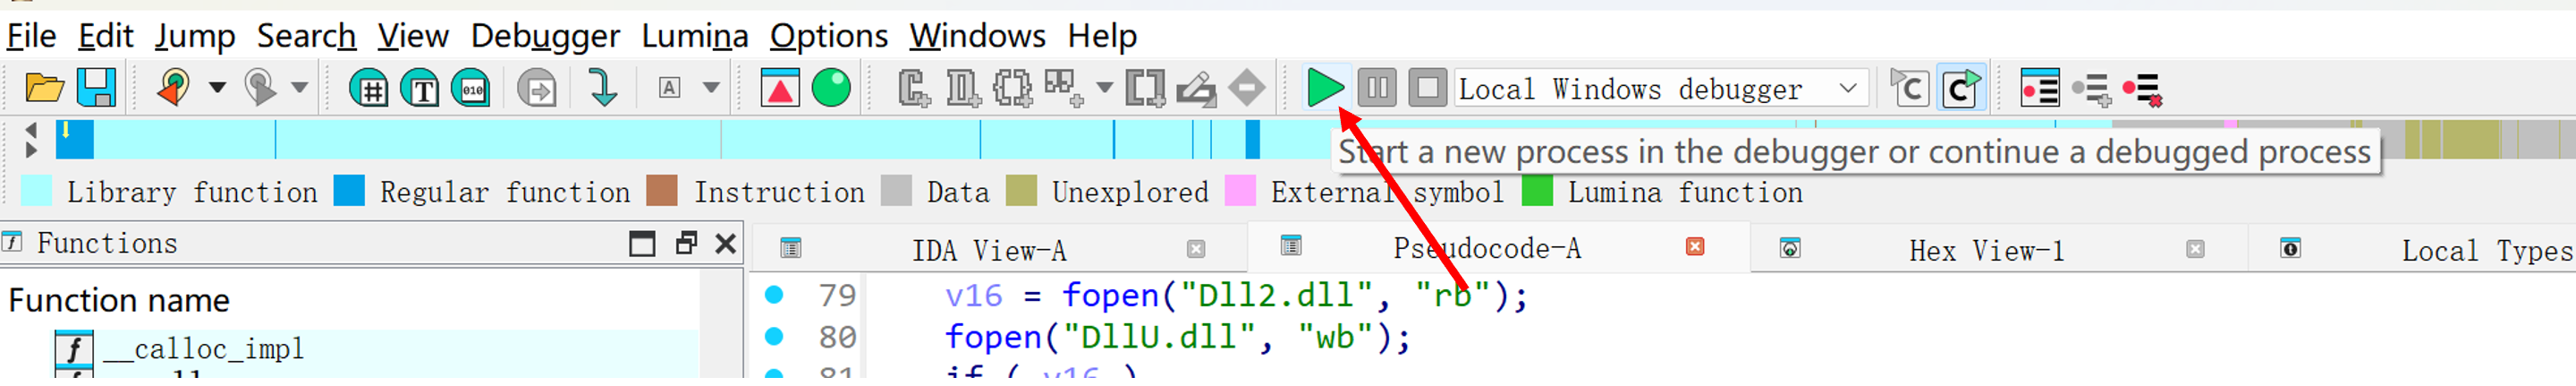 File Edit Jump Search View Debugger Lumina Options Windows Help
Local Windows debugger
Start a new process in the debugger or continue a debugged process
Library function Regular function Instruction Data Unexplored External symbol Lumina function
Functions
IDA View-A Pseudocode-A Hex View-1 Local Types
Function name
79 v16 = fopen("Dll2.dll", "rb");
80 fopen("DllU.dll", "wb");
__calloc_impl
81 if ( v16 )